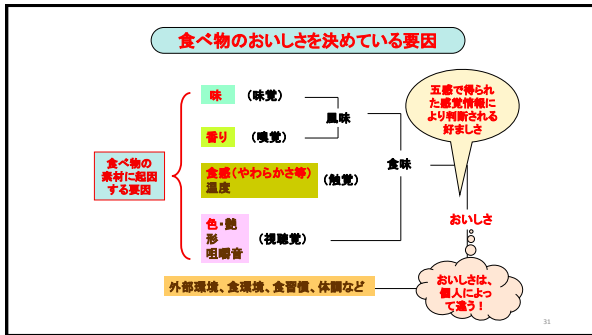 食べ物のおいしさを決めている要因
味 （味覚）
香り （嗅覚）
風味
食べ物の
素材に起因
する要因
食感（やわらかさ等）
温度
（触覚）
食味
色・艶
形
咀嚼音
（視聴覚）
五感で得られ
た感覚情報に
より判断される
好ましさ
おいしさ
外部環境、食環境、食習慣、体調など
おいしさは、
個人によっ
て違う！
31